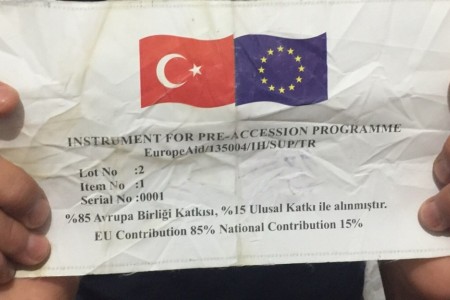 INSTRUMENT FOR PRE-ACCESSION PROGRAMME
EuropeAid/135004/IH/SUP/TR
Lot No :2
Item No :1
Serial No :0001
%85 Avrupa Birliği Katkısı, %15 Ulusal Katkı ile alınmıştır.
EU Contribution 85% National Contribution 15%